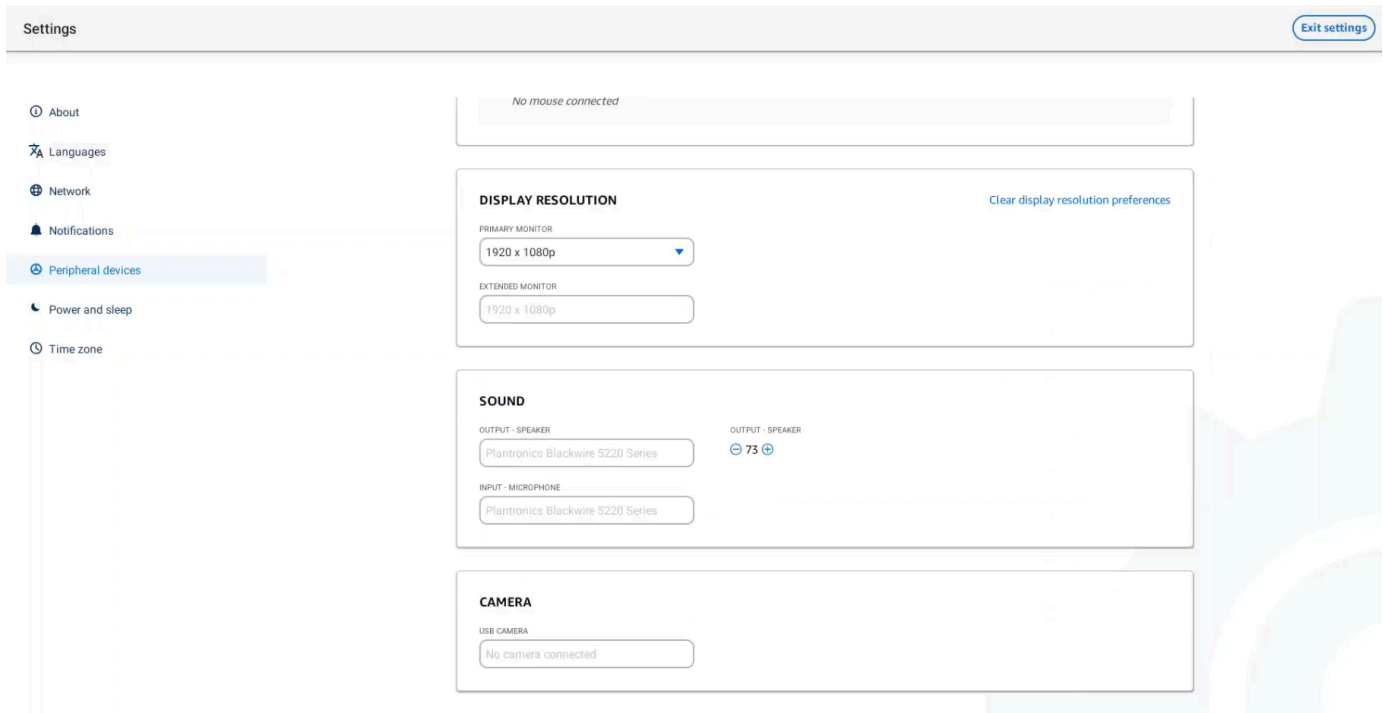 Settings
Exit settings
About
Languages
Network
Notifications
Peripheral devices
Power and sleep
Time zone
No mouse connected
DISPLAY RESOLUTION
Clear display resolution preferences
PRIMARY MONITOR
1920 x 1080p
EXTENDED MONITOR
1920 x 1080p
SOUND
OUTPUT - SPEAKER
OUTPUT - SPEAKER
Plantronics Blackwire 5220 Series
73
INPUT - MICROPHONE
Plantronics Blackwire 5220 Series
CAMERA
USB CAMERA
No camera connected